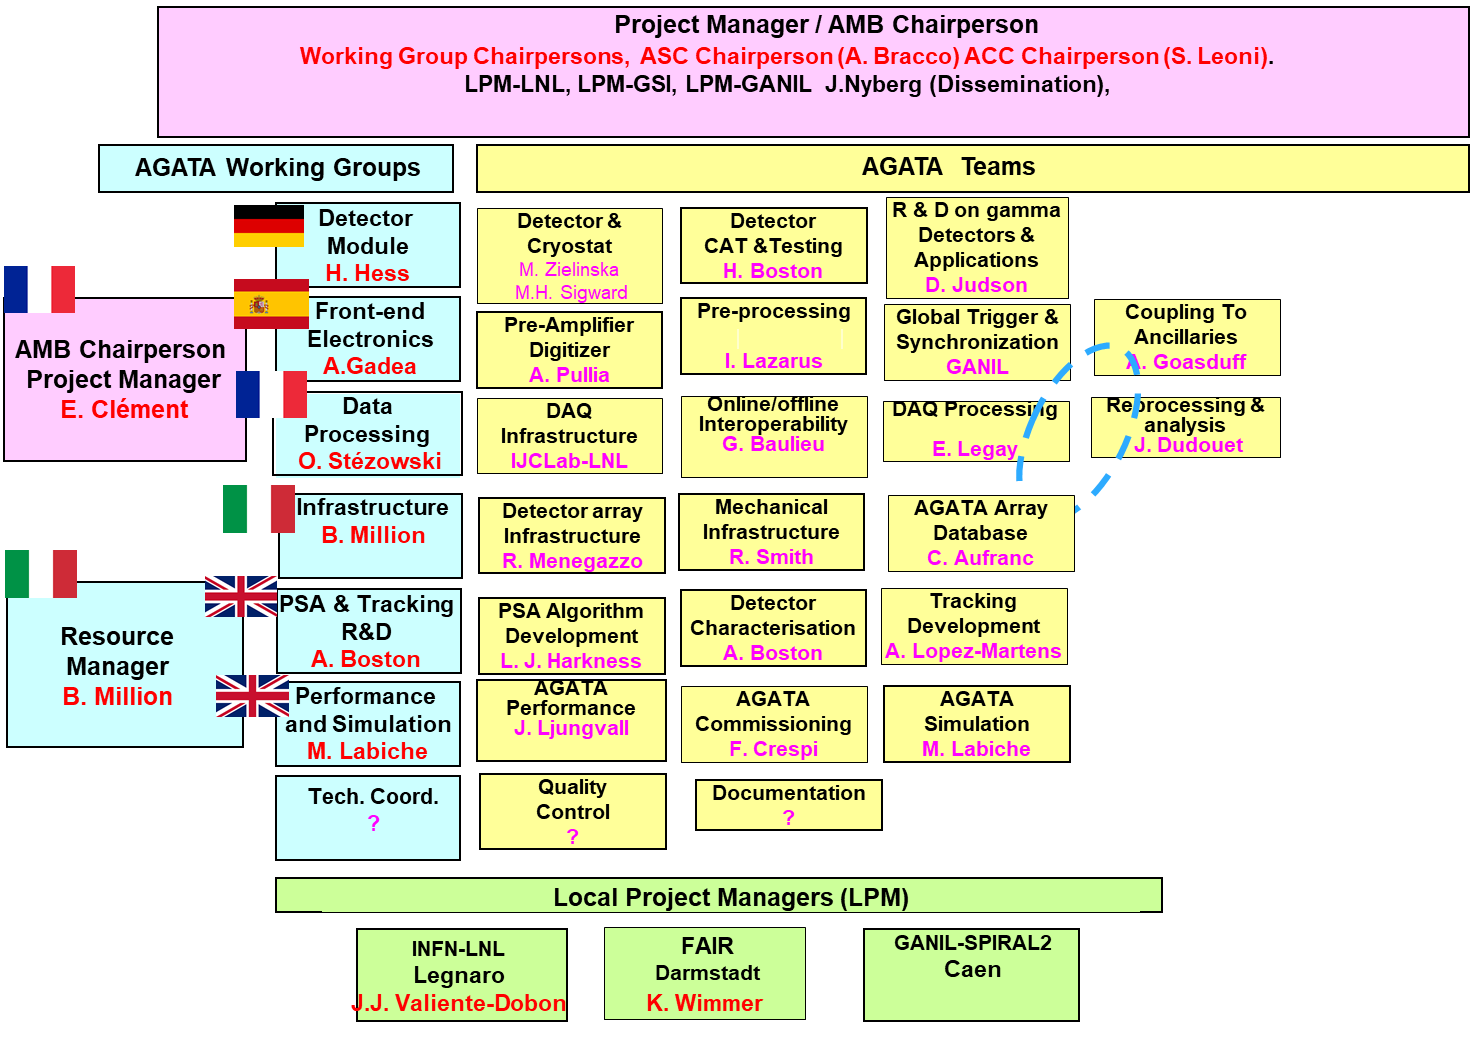 Project Manager / AMB Chairperson
Working Group Chairpersons, ASC Chairperson (A. Bracco) ACC Chairperson (S. Leoni).
LPM-LNL, LPM-GSI, LPM-GANIL J.Nyberg (Dissemination),
AGATA Working Groups
AGATA Teams
AMB Chairperson
Project Manager
E. Clément
Resource
Manager
B. Million
Detector
Module
H. Hess
Detector &
Cryostat
M. Zielinska
M.H. Sigward
Detector
CAT &Testing
H. Boston
R & D on gamma
Detectors &
Applications
D. Judson
Front-end
Electronics
A.Gadea
Pre-Amplifier
Digitizer
A. Pullia
Pre-processing
I. Lazarus
Global Trigger &
Synchronization
GANIL
Coupling To
Ancillaries
A. Goasduff
Data
Processing
O. Stézowski
DAQ
Infrastructure
IJCLab-LNL
Online/offline
Interoperability
G. Baulieu
DAQ Processing
E. Legay
Reprocessing &
analysis
J. Dudouet
Infrastructure
B. Million
Detector array
Infrastructure
R. Menegazzo
Mechanical
Infrastructure
R. Smith
AGATA Array
Database
C. Aufranc
PSA & Tracking
R&D
A. Boston
PSA Algorithm
Development
L. J. Harkness
Detector
Characterisation
A. Boston
Tracking
Development
A. Lopez-Martens
Performance
and Simulation
M. Labiche
AGATA
Performance
J. Ljungvall
AGATA
Commissioning
F. Crespi
AGATA
Simulation
M. Labiche
Tech. Coord.
?
Quality
Control
?
Documentation
?
Local Project Managers (LPM)
INFN-LNL
Legnaro
J.J. Valiente-Dobon
FAIR
Darmstadt
K. Wimmer
GANIL-SPIRAL2
Caen